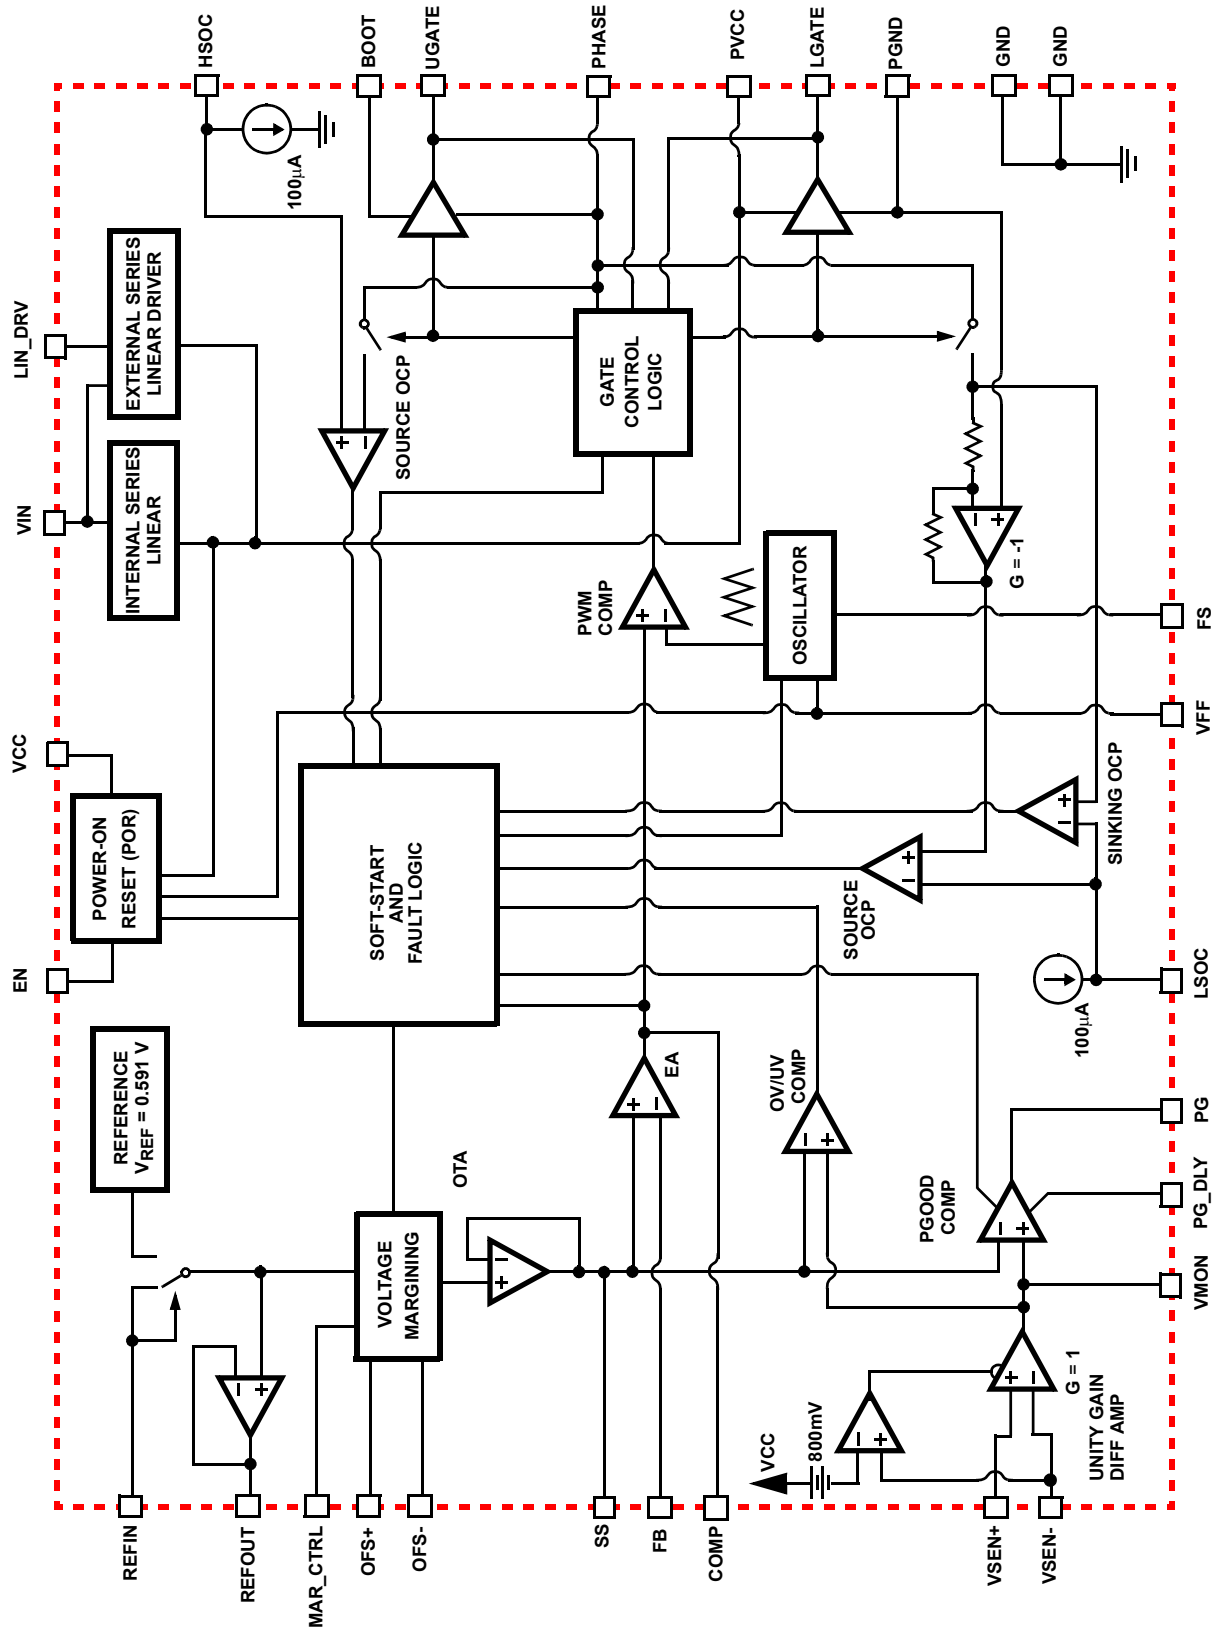 HSOC
BOOT
UGATE
PHASE
PVCC
LGATE
PGND
GND
GND
100µA
LIN_DRV
EXTERNAL SERIES
LINEAR DRIVER
VIN
INTERNAL SERIES
LINEAR
+
−
SOURCE OCP
GATE
CONTROL
LOGIC
+
−
PWM
COMP
OSCILLATOR
−
+
G = -1
FS
VFF
VCC
POWER-ON
RESET (POR)
EN
SOFT-START
AND
FAULT LOGIC
−
+
SINKING OCP
−
+
SOURCE
OCP
100µA
LSOC
REFERENCE
VREF = 0.591 V
VOLTAGE
MARGINING
OTA
−
+
−
+
+
−
EA
OV/UV
COMP
−
+
PGOOD
COMP
−
+
PG
PG_DLY
VMON
+
−
G = 1
UNITY GAIN
DIFF AMP
VCC
800mV
−
+
REFIN
REFOUT
MAR_CTRL
OFS+
OFS-
SS
FB
COMP
VSEN+
VSEN-